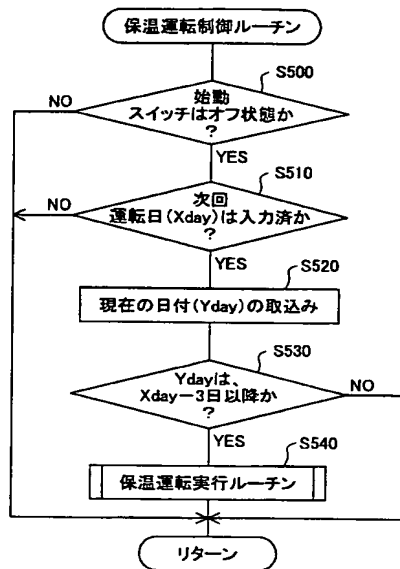 保温運転制御ルーチン
S500
始動
スイッチはオフ状態か
?
NO
YES
S510
次回
運転日(Xday)は入力済か
?
NO
YES
S520
現在の日付(Yday)の取込み
S530
Ydayは、
Xday－3日以降か
?
NO
YES
S540
保温運転実行ルーチン
リターン